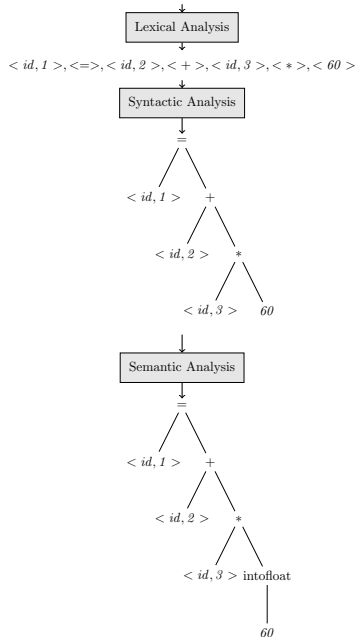 Lexical Analysis
< id, 1 >,<=>,< id, 2 >,< + >,< id, 3 >,< * >,< 60 >
Syntactic Analysis
=
< id, 1 > +
< id, 2 > *
< id, 3 > 60
Semantic Analysis
=
< id, 1 > +
< id, 2 > *
< id, 3 > intofloat
60